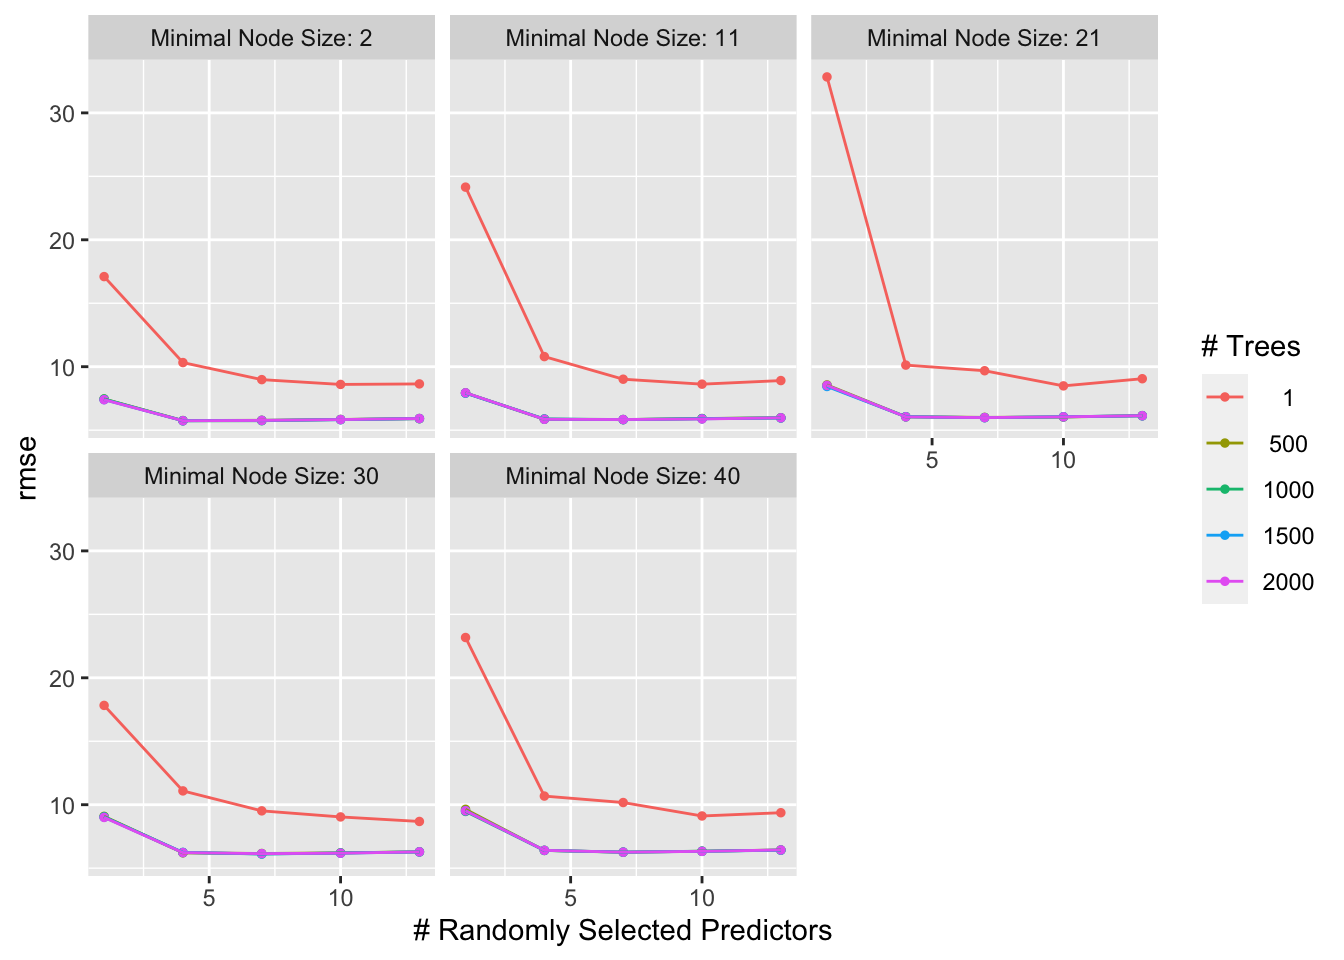 Minimal Node Size: 2
Minimal Node Size: 11
Minimal Node Size: 21
30
20
10
5
10
Minimal Node Size: 30
Minimal Node Size: 40
30
20
10
5
10
5
10
rmse
# Randomly Selected Predictors
# Trees
1
500
1000
1500
2000